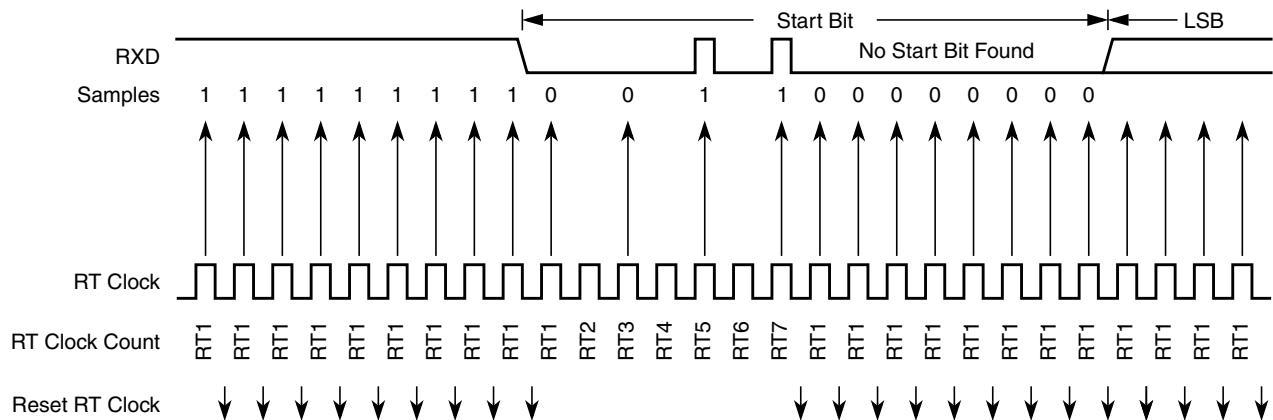 Start Bit LSB
RXD No Start Bit Found
Samples 1 1 1 1 1 1 1 1 1 0 0 1 1 0 0 0 0 0 0 0 0
RT Clock
RT Clock Count RT1 RT1 RT1 RT1 RT1 RT1 RT1 RT1 RT1 RT1 RT2 RT3 RT4 RT5 RT6 RT7 RT1 RT1 RT1 RT1 RT1 RT1 RT1 RT1 RT1 RT1 RT1 RT1
Reset RT Clock